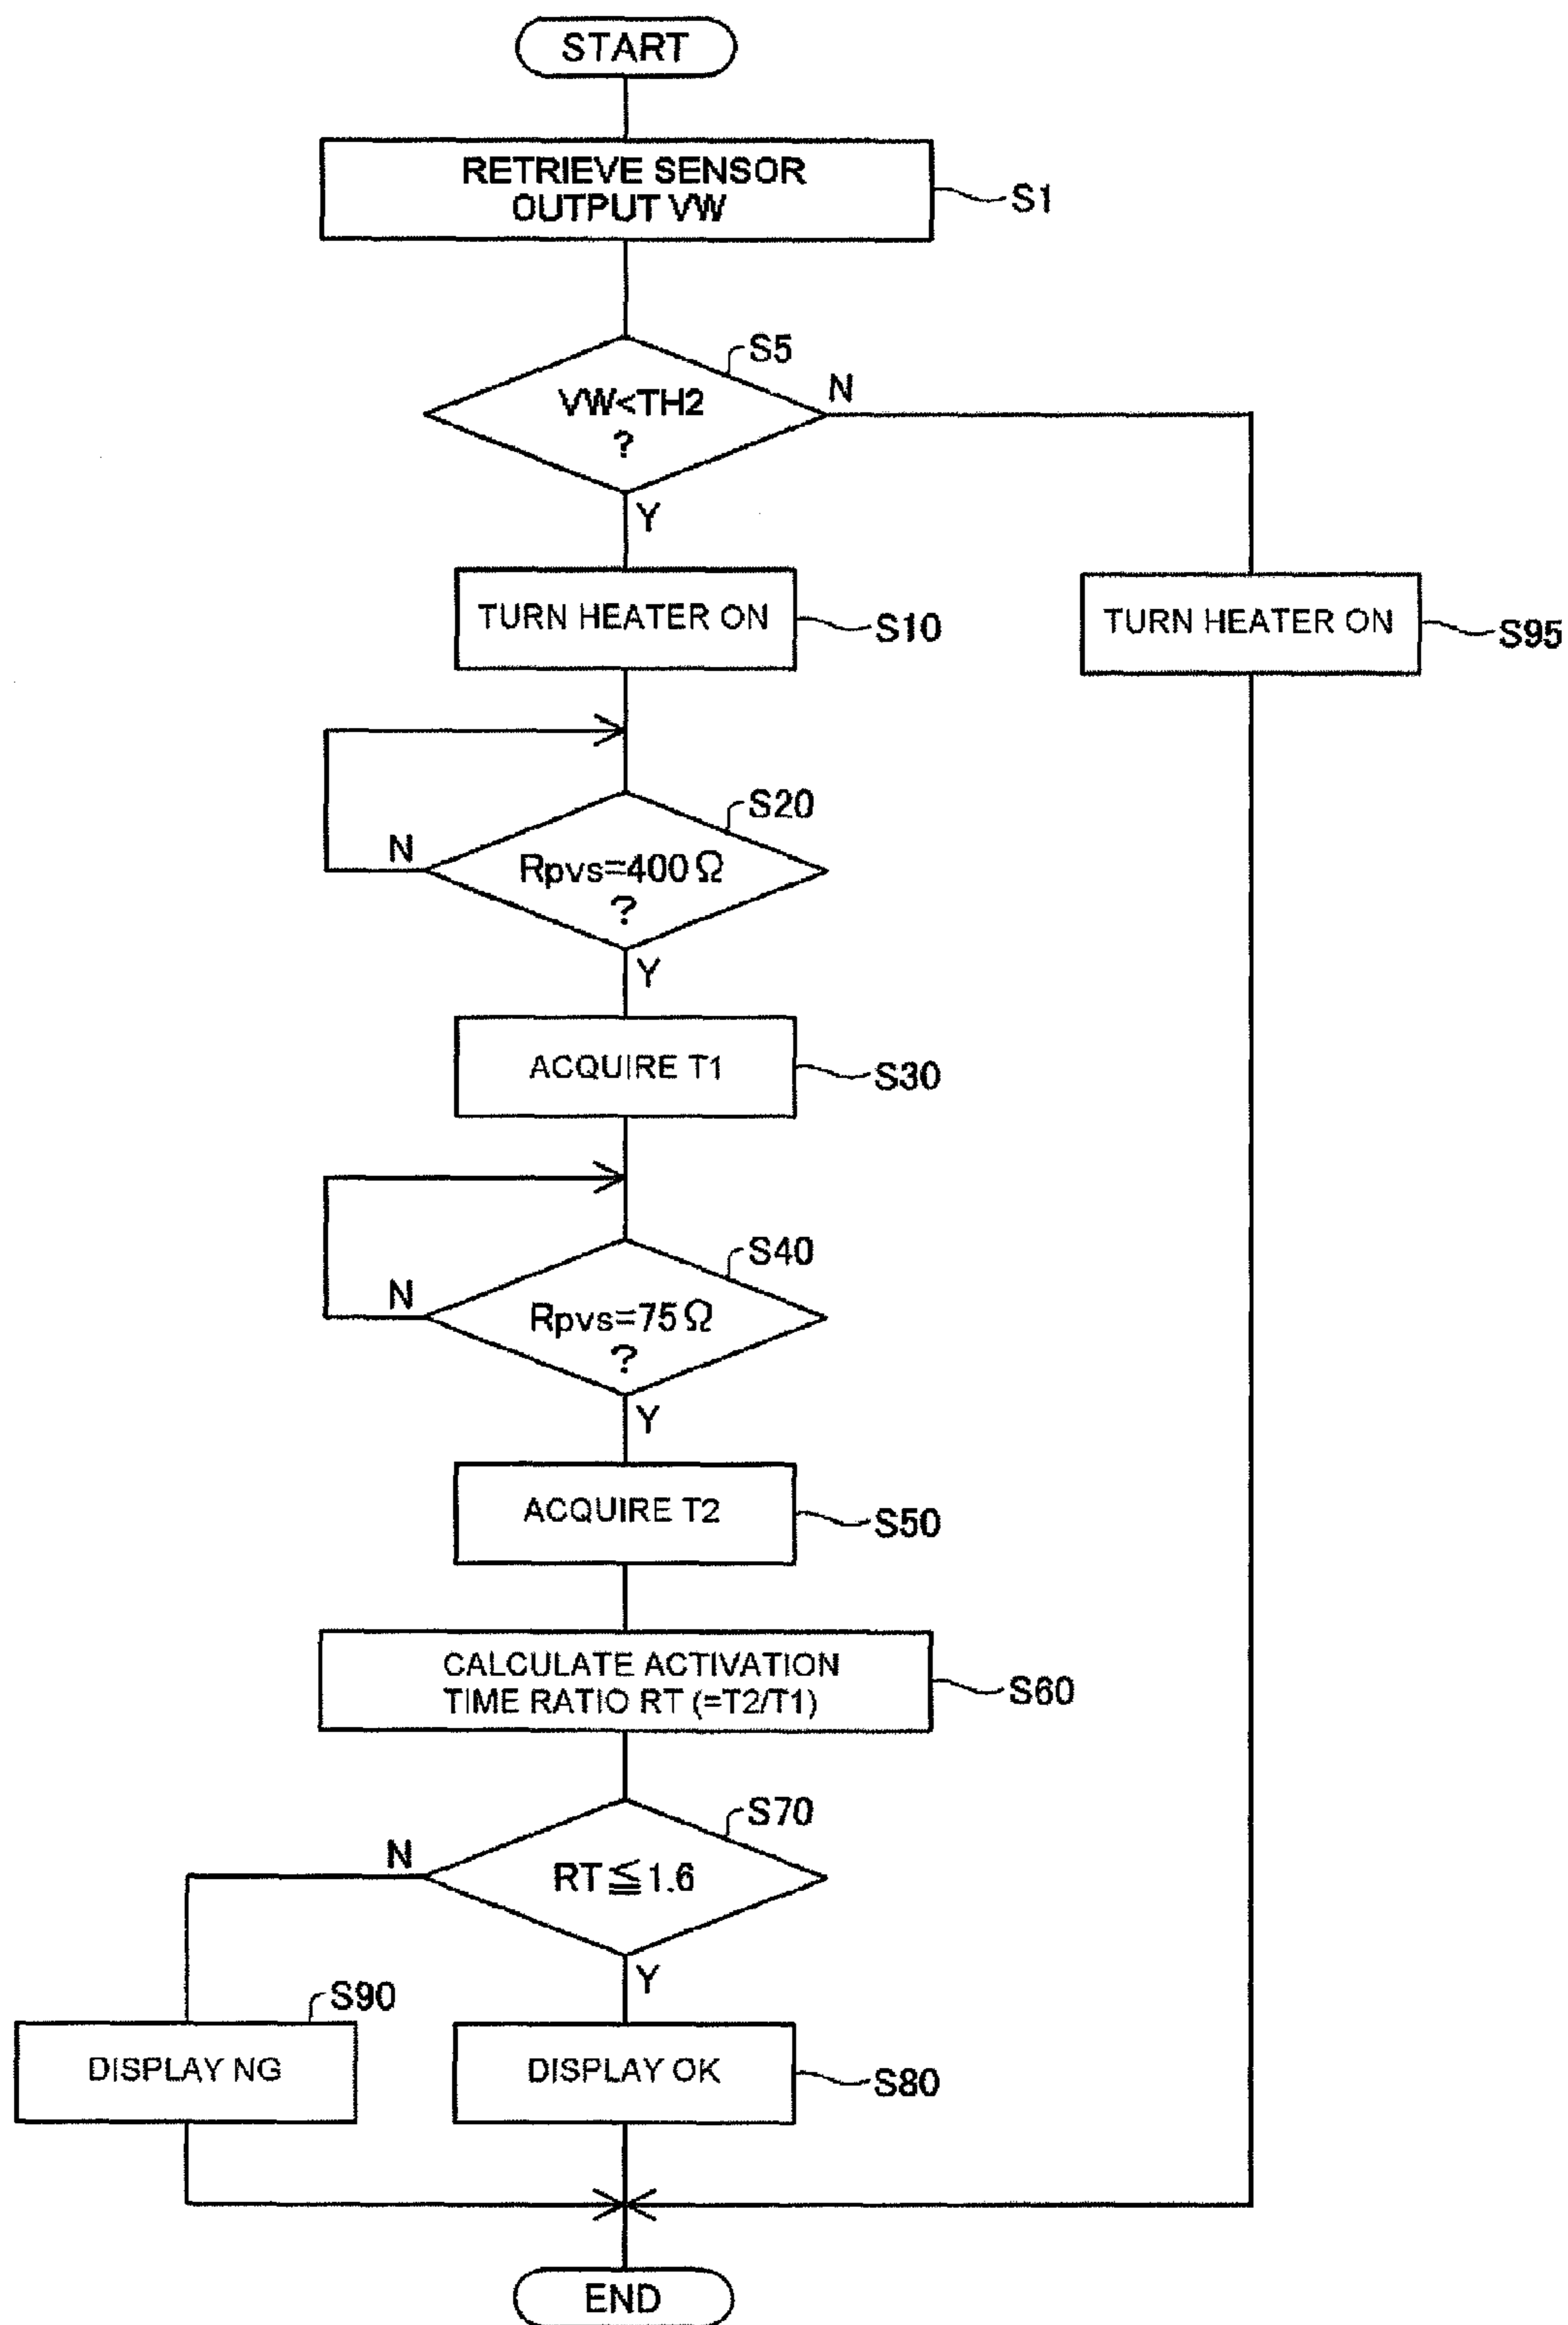 START
RETRIEVE SENSOR
OUTPUT VW
S1
S5
VW<TH2
?
N
Y
TURN HEATER ON
S10
TURN HEATER ON
S95
S20
N
Rpvs=400Ω
?
Y
ACQUIRE T1
S30
S40
N
Rpvs=75Ω
?
Y
ACQUIRE T2
S50
CALCULATE ACTIVATION
TIME RATIO RT (=T2/T1)
S60
S70
N
RT≦1.6
Y
S90
DISPLAY NG
DISPLAY OK
S80
END